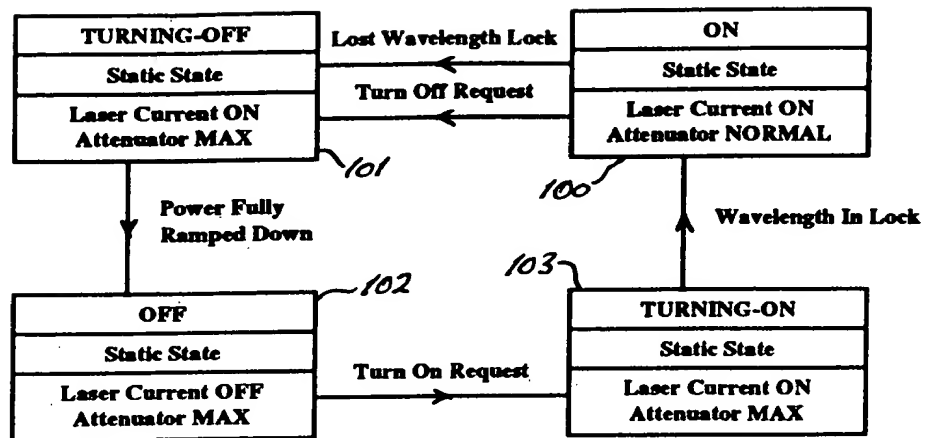 TURNING-OFF
Static State
Laser Current ON
Attenuator MAX
101
Lost Wavelength Lock
Turn Off Request
ON
Static State
Laser Current ON
Attenuator NORMAL
100
Power Fully
Ramped Down
Wavelength In Lock
102
OFF
Static State
Laser Current OFF
Attenuator MAX
Turn On Request
103
TURNING-ON
Static State
Laser Current ON
Attenuator MAX